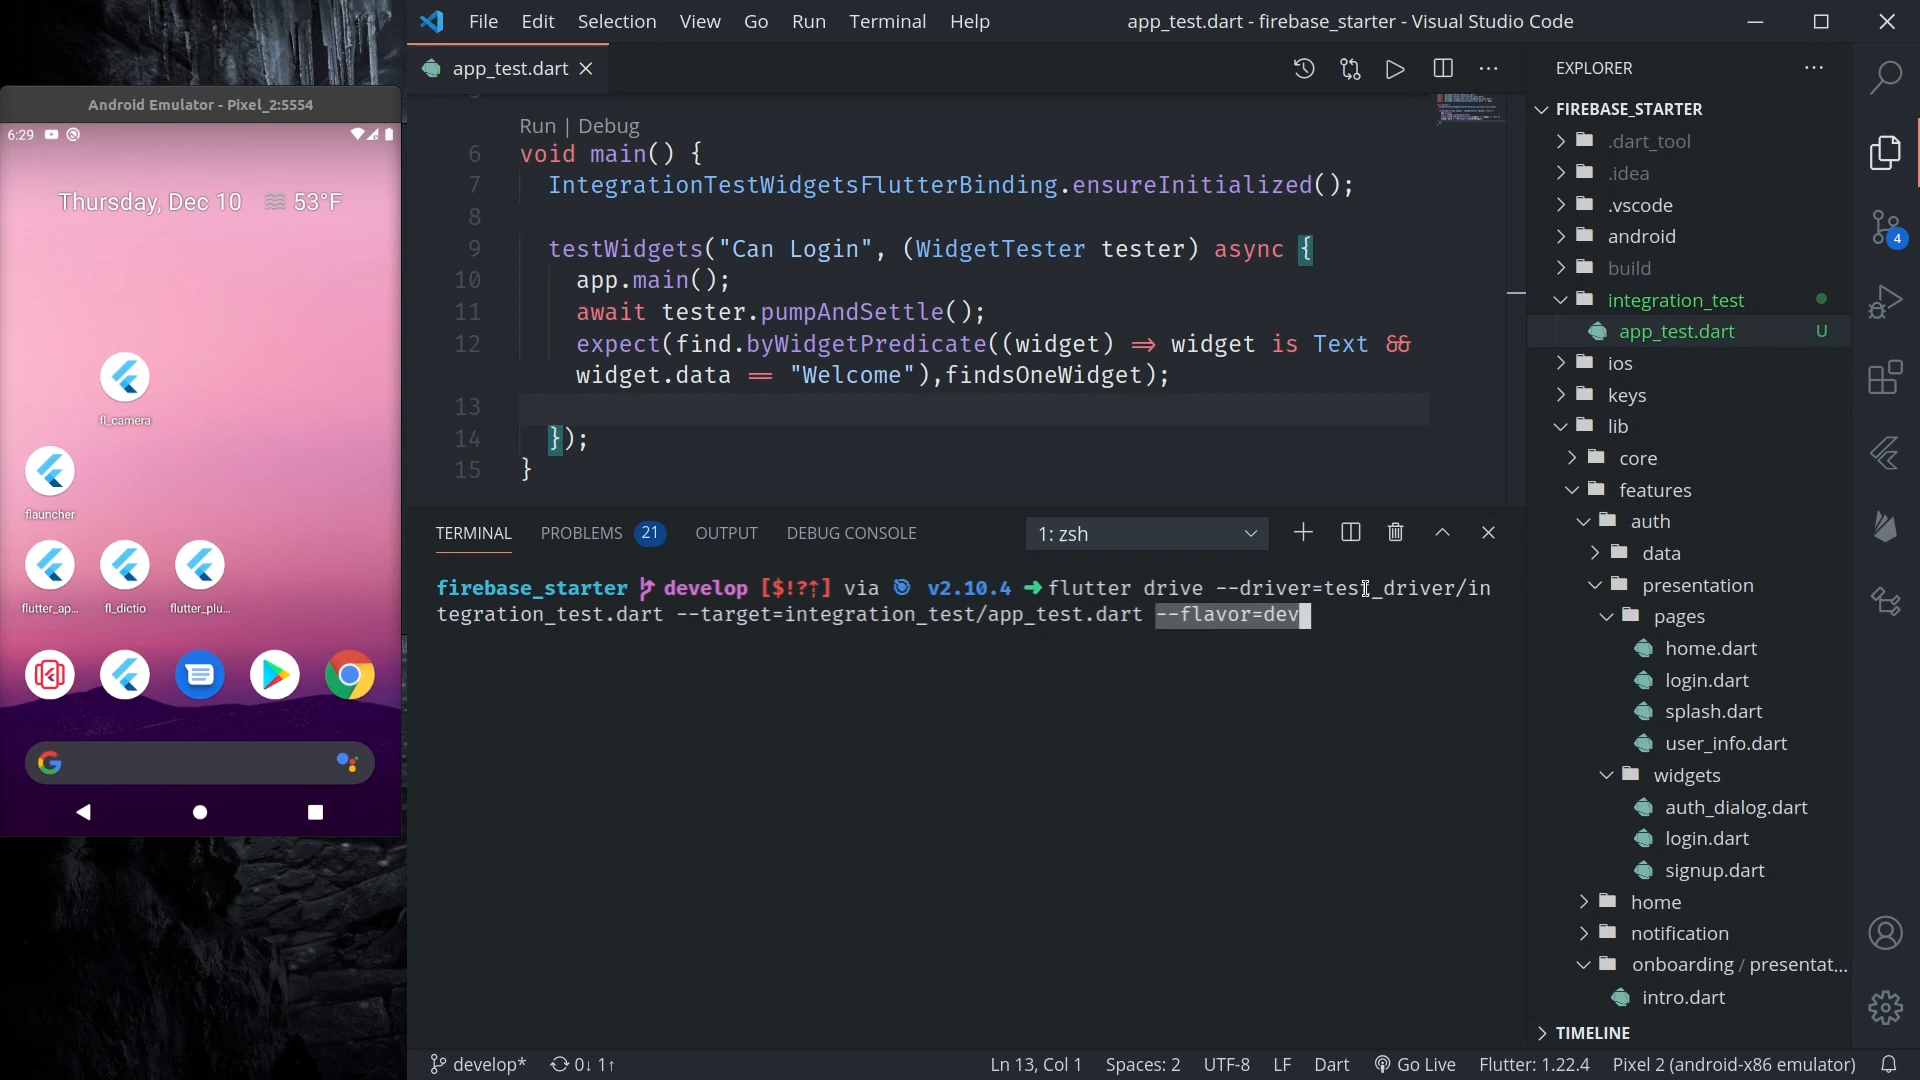 File Edit Selection View Go Run Terminal Help
app_test.dart - firebase_starter - Visual Studio Code
app_test.dart
EXPLORER
Android Emulator - Pixel_2:5554
6:29
Thursday, Dec 10 53°F
fl_camera
flauncher
flutter_ap... fl_dictio flutter_plu...
Run | Debug
6 void main() {
7 IntegrationTestWidgetsFlutterBinding.ensureInitialized();
8
9 testWidgets("Can Login", (WidgetTester tester) async {
10 app.main();
11 await tester.pumpAndSettle();
12 expect(find.byWidgetPredicate((widget) => widget is Text &&
widget.data == "Welcome"),findsOneWidget);
13
14 });
15 }
TERMINAL PROBLEMS 21 OUTPUT DEBUG CONSOLE 1: zsh
firebase_starter develop [$!?⇡] via v2.10.4 ➜ flutter drive --driver=test_driver/in
tegration_test.dart --target=integration_test/app_test.dart --flavor=dev
FIREBASE_STARTER
.dart_tool
.idea
.vscode
android
build
integration_test
app_test.dart U
ios
keys
lib
core
features
auth
data
presentation
pages
home.dart
login.dart
splash.dart
user_info.dart
widgets
auth_dialog.dart
login.dart
signup.dart
home
notification
onboarding / presentat...
intro.dart
TIMELINE
4
develop* 0↓ 1↑ Ln 13, Col 1 Spaces: 2 UTF-8 LF Dart Go Live Flutter: 1.22.4 Pixel 2 (android-x86 emulator)